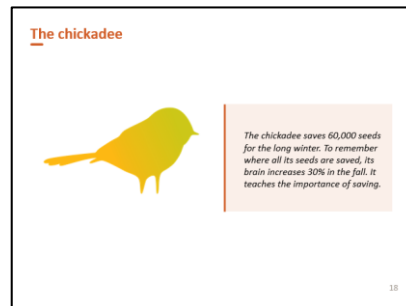 The chickadee
The chickadee saves 60,000 seeds
for the long winter. To remember
where all its seeds are saved, its
brain increases 30% in the fall. It
teaches the importance of saving.
18